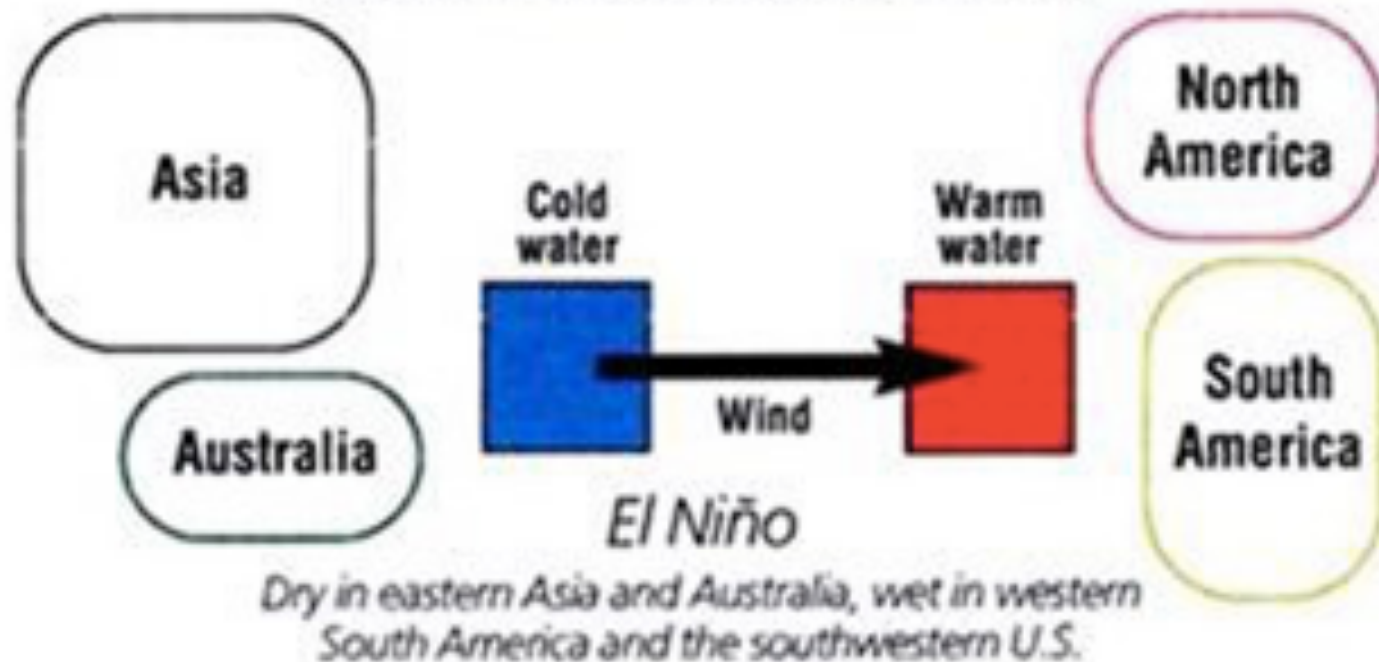 Asia
North
America
Cold
water
Warm
water
Wind
Australia
South
America
El Niño
Dry in eastern Asia and Australia, wet in western
South America and the southwestern U.S.